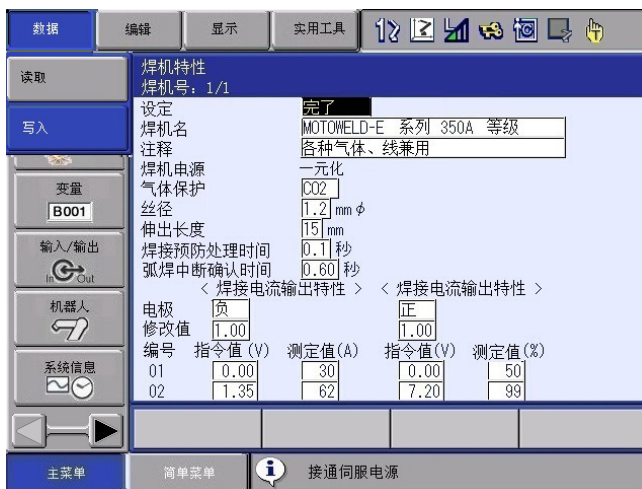 数据 编辑 显示 实用工具
读取
写入
变量
B001
输入/输出
In Out
机器人
系统信息
焊机特性
焊机号: 1/1
设定 完了
焊机名 MOTOWELD-E 系列 350A 等级
注释 各种气体、线兼用
焊机电源 一元化
气体保护 CO2
丝径 1.2 mmφ
伸出长度 15 mm
焊接预防处理时间 0.1 秒
弧焊中断确认时间 0.60 秒
< 焊接电流输出特性 > < 焊接电流输出特性 >
电极 负 正
修改值 1.00 1.00
编号 指令值(V) 测定值(A) 指令值(V) 测定值(%)
01 0.00 30 0.00 50
02 1.35 62 7.20 99
主菜单 简单菜单 接通伺服电源